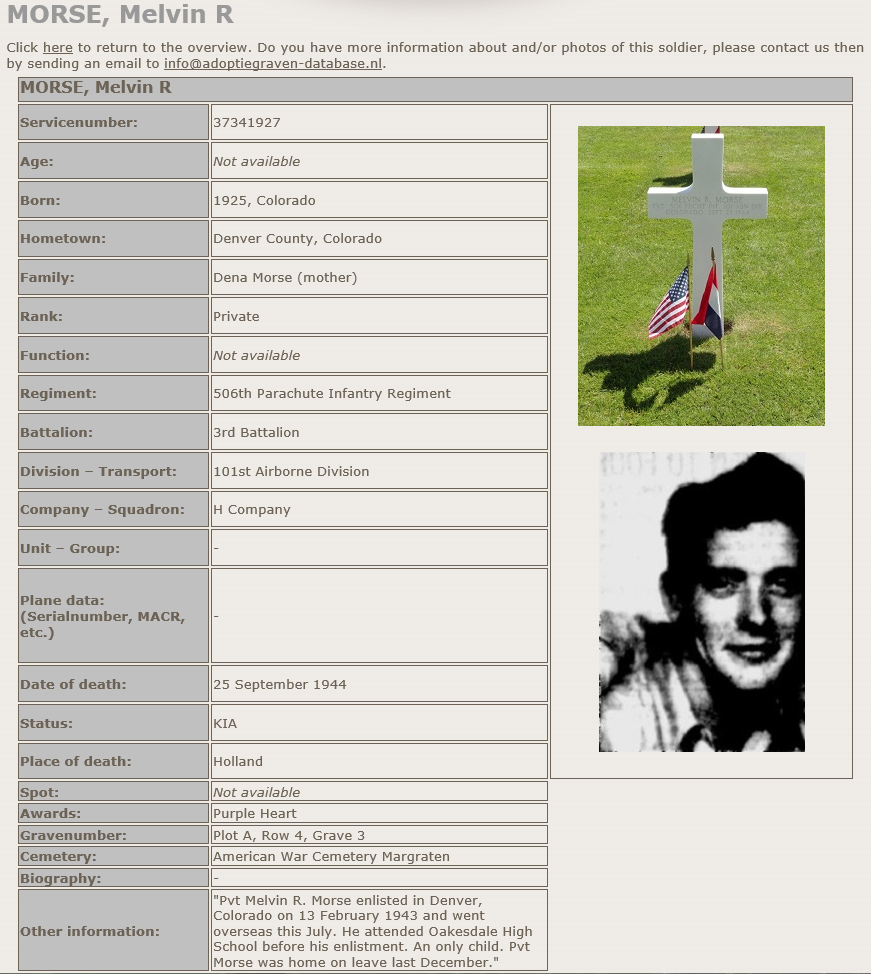 MORSE, Melvin R
Click here to return to the overview. Do you have more information about and/or photos of this soldier, please contact us then
by sending an email to info@adoptiegraven-database.nl.
MORSE, Melvin R
Servicenumber: 37341927
Age: Not available
Born: 1925, Colorado
Hometown: Denver County, Colorado
Family: Dena Morse (mother)
Rank: Private
Function: Not available
Regiment: 506th Parachute Infantry Regiment
Battalion: 3rd Battalion
Division – Transport: 101st Airborne Division
Company – Squadron: H Company
Unit – Group: -
Plane data:
(Serialnumber, MACR, -
etc.)
Date of death: 25 September 1944
Status: KIA
Place of death: Holland
Spot: Not available
Awards: Purple Heart
Gravenumber: Plot A, Row 4, Grave 3
Cemetery: American War Cemetery Margraten
Biography: -
Other information:
"Pvt Melvin R. Morse enlisted in Denver,
Colorado on 13 February 1943 and went
overseas this July. He attended Oakesdale High
School before his enlistment. An only child. Pvt
Morse was home on leave last December."
MELVIN R. MORSE